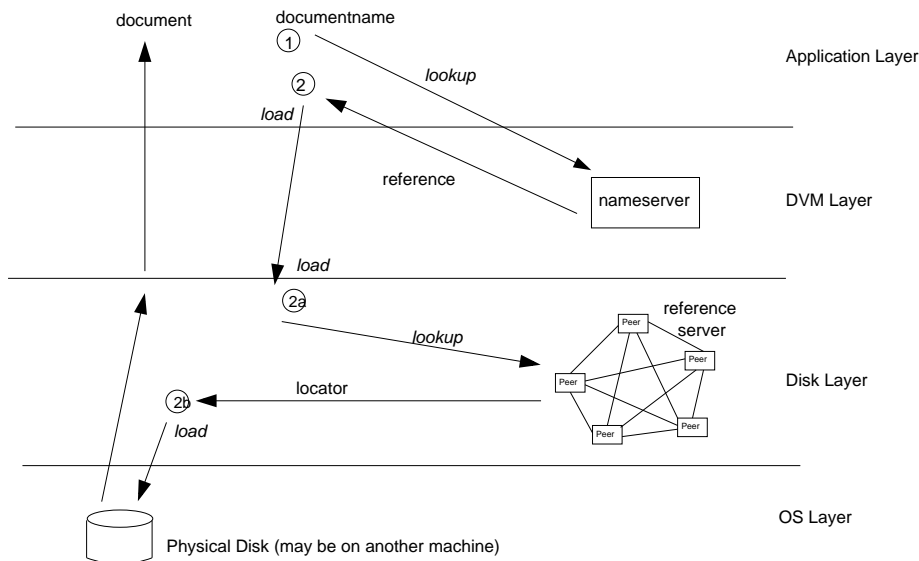 document
documentname
1
lookup
Application Layer
2
load
reference
nameserver
DVM Layer
load
2a
lookup
reference
server
Peer
Peer
Peer
Peer
Peer
Disk Layer
locator
2b
load
OS Layer
Physical Disk (may be on another machine)